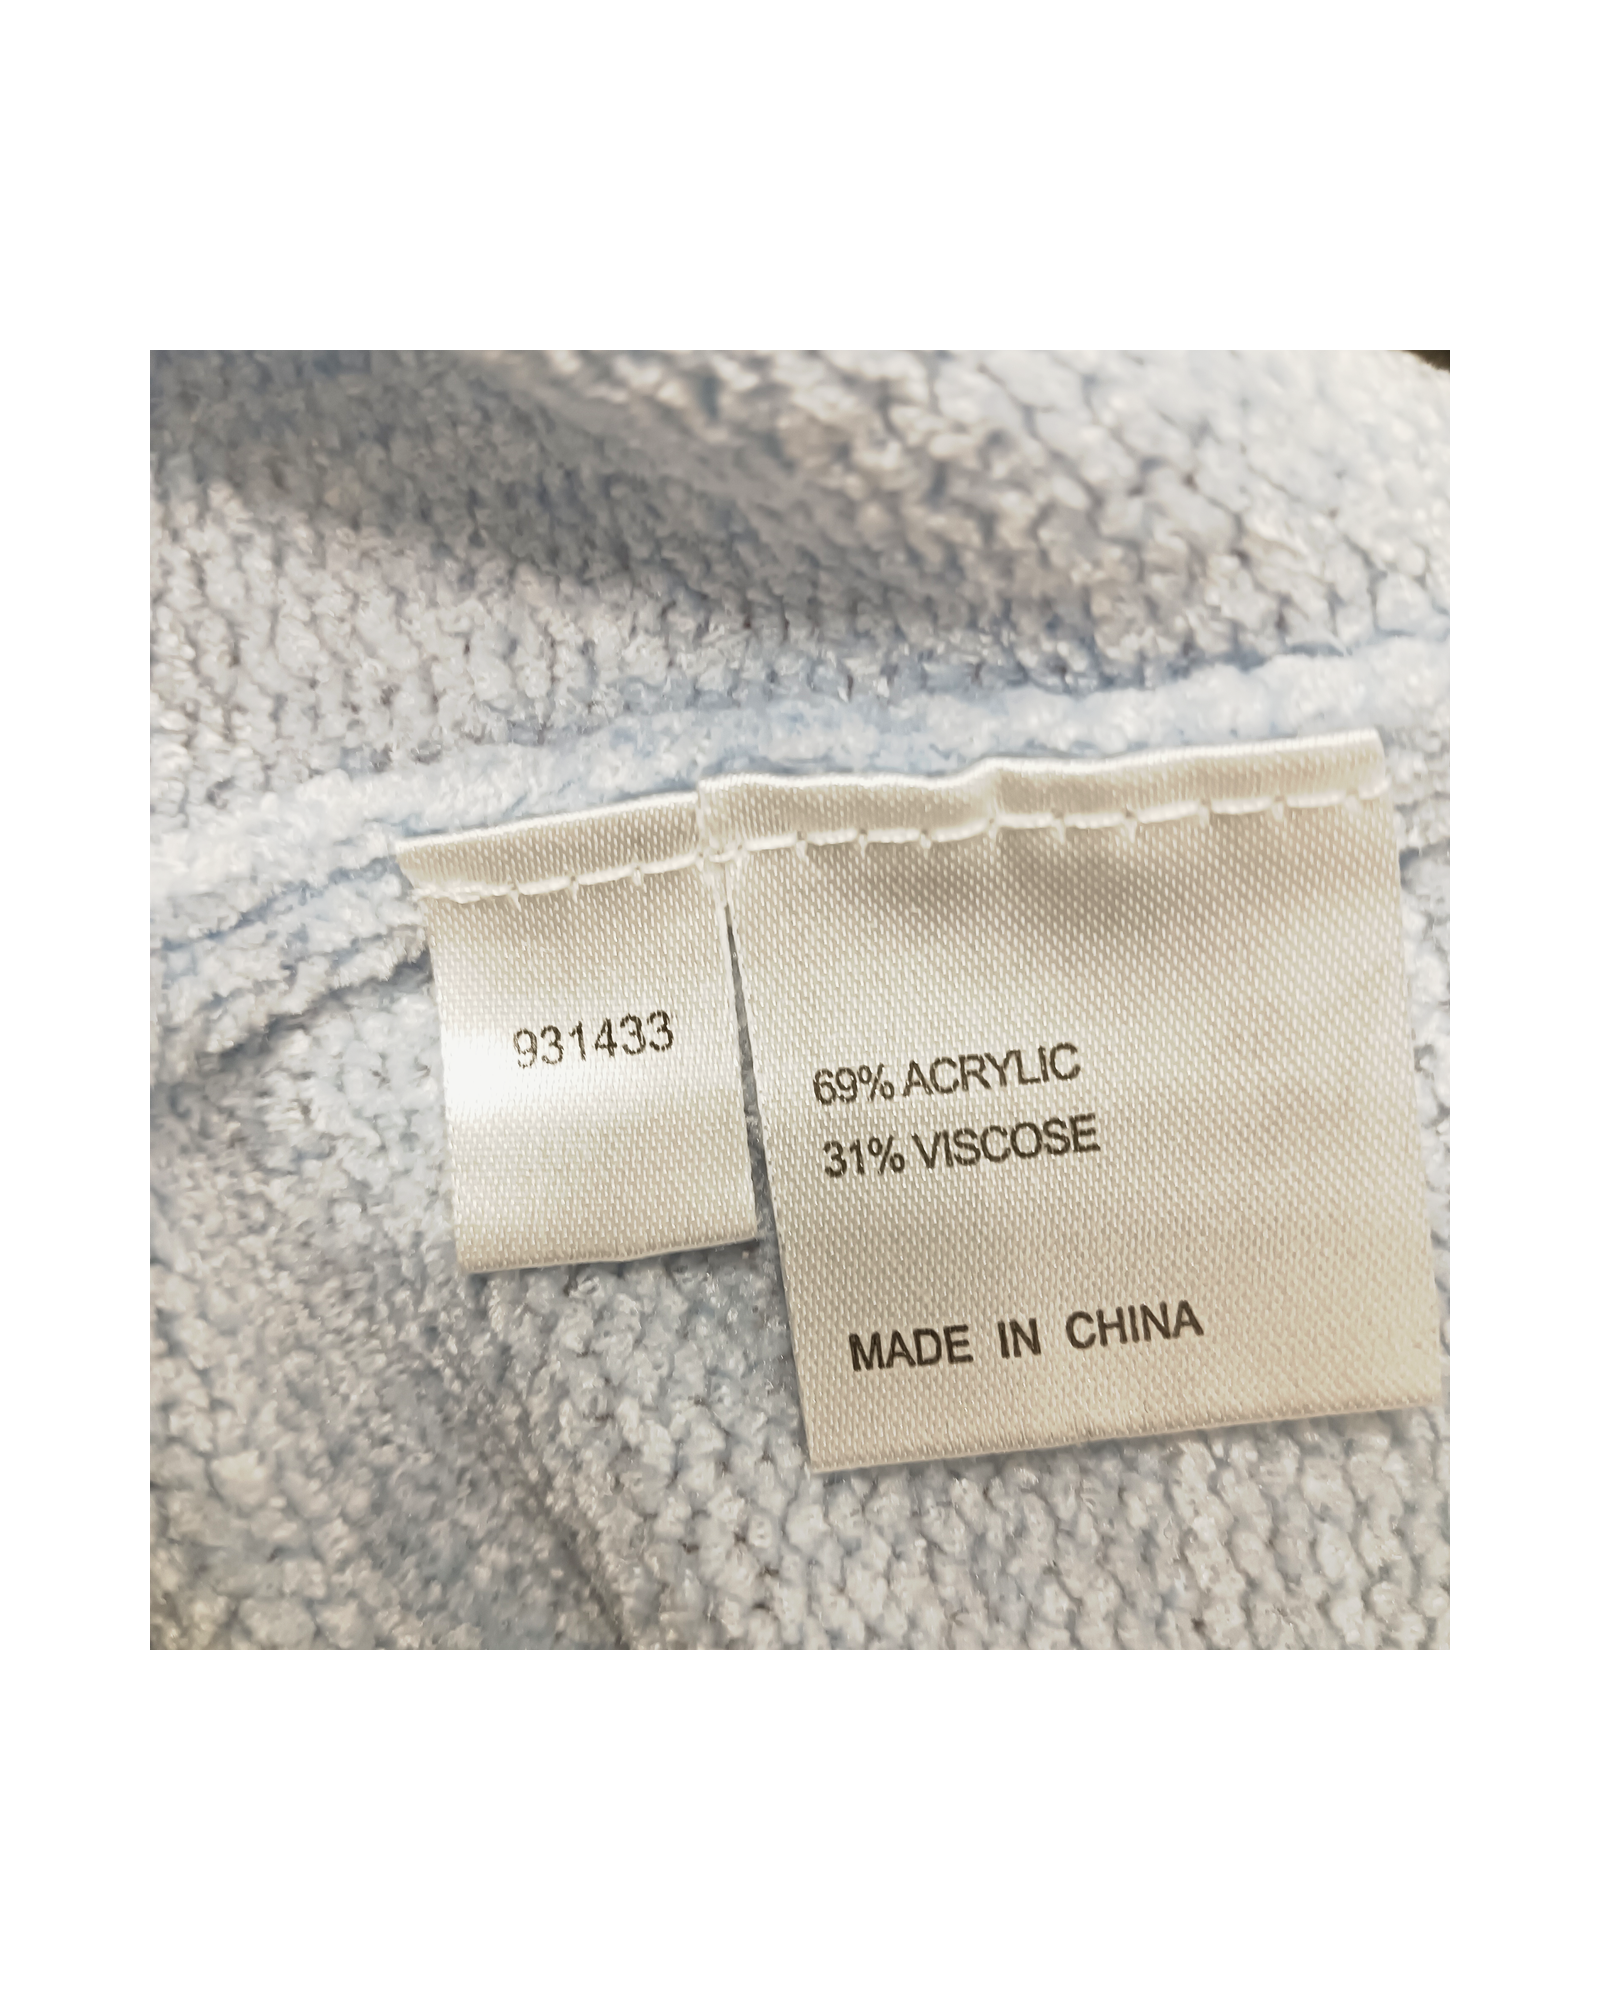 931433
69% ACRYLIC
31% VISCOSE
MADE IN CHINA